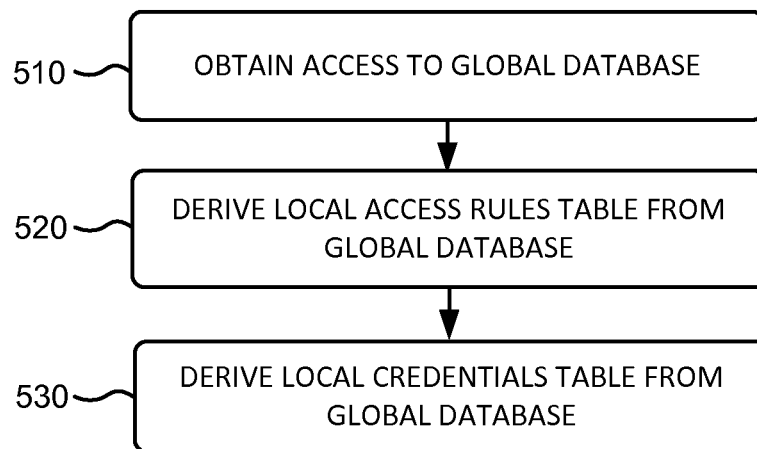 510
OBTAIN ACCESS TO GLOBAL DATABASE
520
DERIVE LOCAL ACCESS RULES TABLE FROM
GLOBAL DATABASE
530
DERIVE LOCAL CREDENTIALS TABLE FROM
GLOBAL DATABASE